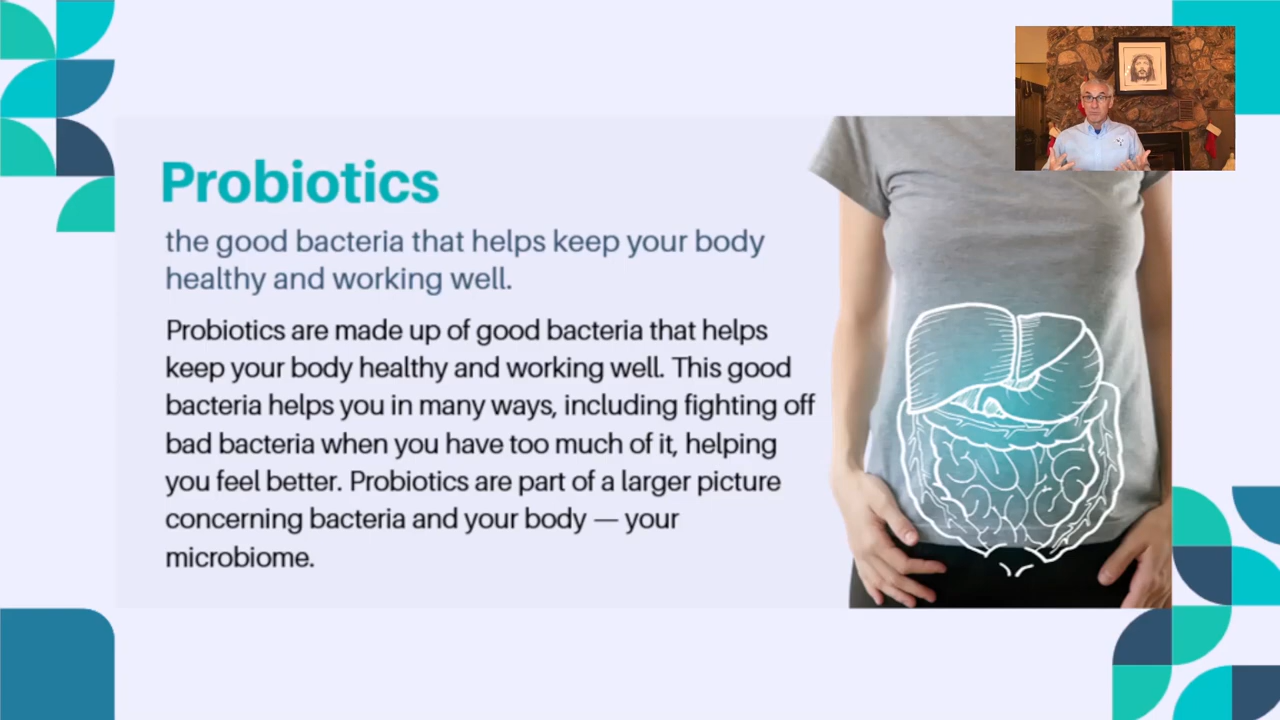 Probiotics
the good bacteria that helps keep your body
healthy and working well.
Probiotics are made up of good bacteria that helps
keep your body healthy and working well. This good
bacteria helps you in many ways, including fighting off
bad bacteria when you have too much of it, helping
you feel better. Probiotics are part of a larger picture
concerning bacteria and your body — your
microbiome.